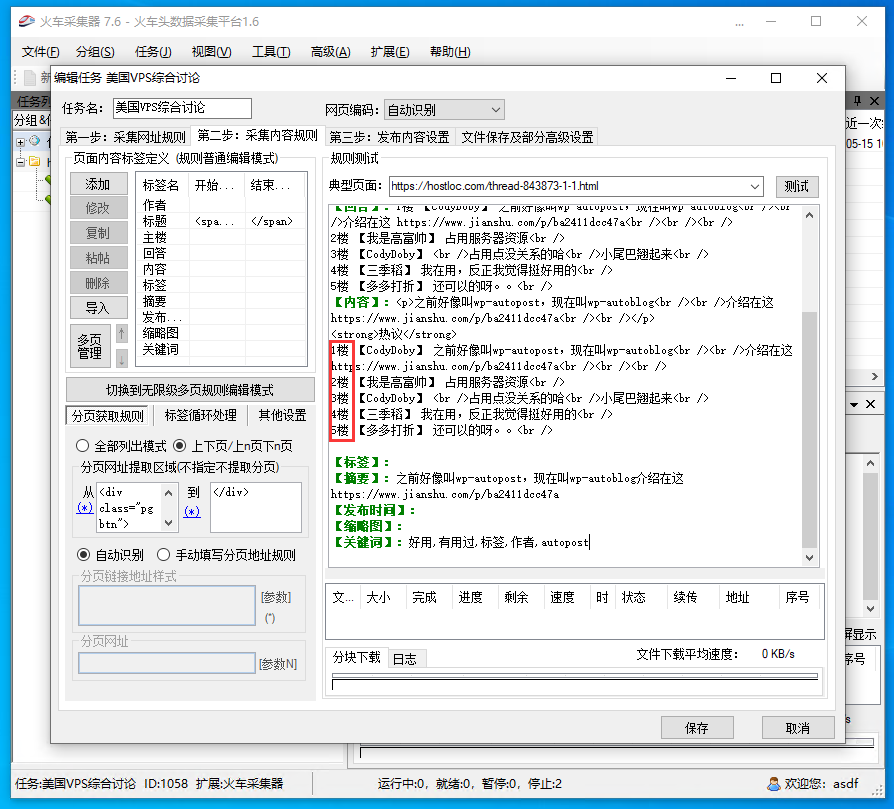 火车采集器 7.6 - 火车头数据采集平台1.6
文件(F) 分组(S) 任务(J) 视图(V) 工具(T) 高级(A) 扩展(E) 帮助(H)
编辑任务 美国VPS综合讨论
任务名: 美国VPS综合讨论 网页编码: 自动识别
第一步: 采集网址规则 第二步: 采集内容规则 第三步: 发布内容设置 文件保存及部分高级设置
页面内容标签定义 (规则普通编辑模式)
添加
修改
复制
粘帖
删除
导入
多页
管理
标签名 开始... 结束...
作者
标题 <spa... </span>
主楼
回答
内容
标签
摘要
发布...
缩略图
关键词
切换到无限级多页规则编辑模式
分页获取规则 标签循环处理 其他设置
全部列出模式 上下页/上n页下n页
分页网址提取区域(不指定不提取分页)
从 <div
class="pg
btn">
(*)
到 </div>
(*)
自动识别 手动填写分页地址规则
分页链接地址样式
[参数]
(*)
分页网址
[参数N]
规则测试
典型页面: https://hostloc.com/thread-843873-1-1.html 测试
【回答】: 1楼 【CodyDoby】 之前好像叫wp-autopost, 现在叫wp-autoblog<br /><br
/>介绍在这 https://www.jianshu.com/p/ba2411dcc47a<br /><br /><br />
2楼 【我是高富帅】 占用服务器资源<br />
3楼 【CodyDoby】 <br />占用点没关系的哈<br />小尾巴翘起来<br />
4楼 【三季稻】 我在用, 反正我觉得挺好用的<br />
5楼 【多多打折】 还可以的呀。。<br />
【内容】: <p>之前好像叫wp-autopost, 现在叫wp-autoblog<br /><br />介绍在这
https://www.jianshu.com/p/ba2411dcc47a<br /><br /></p>
<strong>热议</strong>
1楼 【CodyDoby】 之前好像叫wp-autopost, 现在叫wp-autoblog<br /><br />介绍在这
https://www.jianshu.com/p/ba2411dcc47a<br /><br /><br />
2楼 【我是高富帅】 占用服务器资源<br />
3楼 【CodyDoby】 <br />占用点没关系的哈<br />小尾巴翘起来<br />
4楼 【三季稻】 我在用, 反正我觉得挺好用的<br />
5楼 【多多打折】 还可以的呀。。<br />
【标签】:
【摘要】: 之前好像叫wp-autopost, 现在叫wp-autoblog介绍在这
https://www.jianshu.com/p/ba2411dcc47a
【发布时间】:
【缩略图】:
【关键词】: 好用,有用过,标签,作者,autopost
文... 大小 完成 进度 剩余 速度 时 状态 续传 地址 序号
分块下载 日志 文件下载平均速度: 0 KB/s
保存 取消
新
任务列
分组&
近一次
05-15 1
屏显示
序号
任务:美国VPS综合讨论 ID:1058 扩展:火车采集器 运行中:0, 就绪:0, 暂停:0, 停止:2 欢迎您: asdf